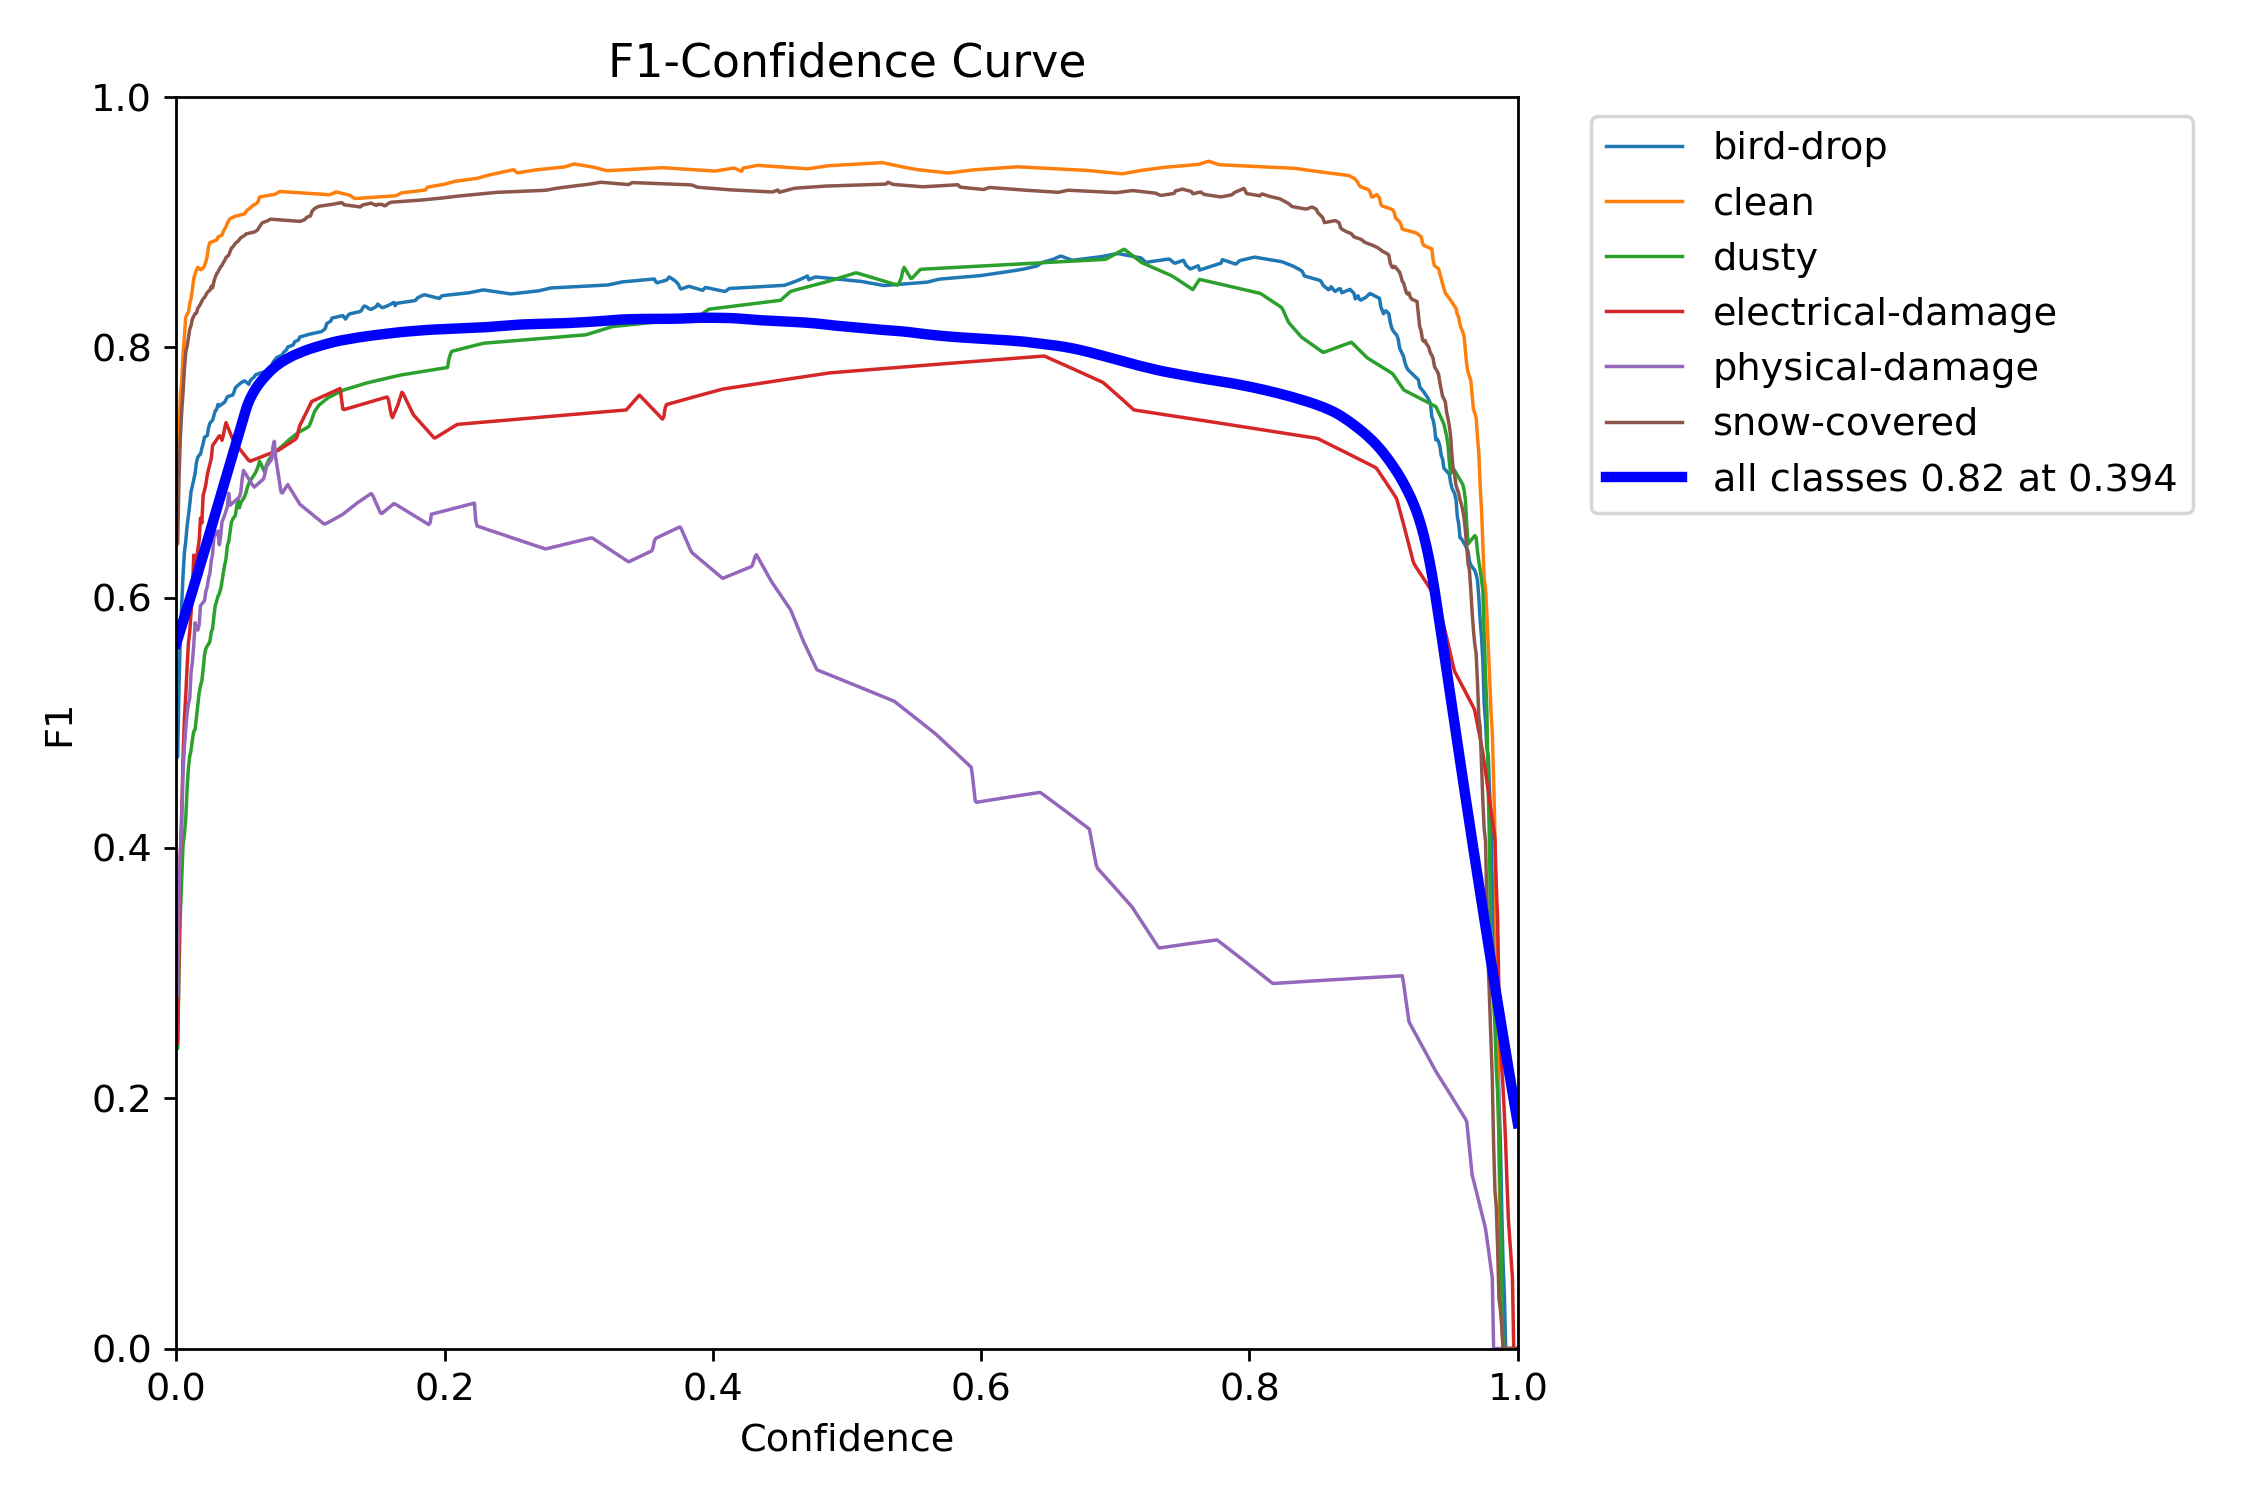 F1-Confidence Curve
1.0
0.8
0.6
0.4
0.2
0.0
F1
0.0 0.2 0.4 0.6 0.8 1.0
Confidence
bird-drop
clean
dusty
electrical-damage
physical-damage
snow-covered
all classes 0.82 at 0.394